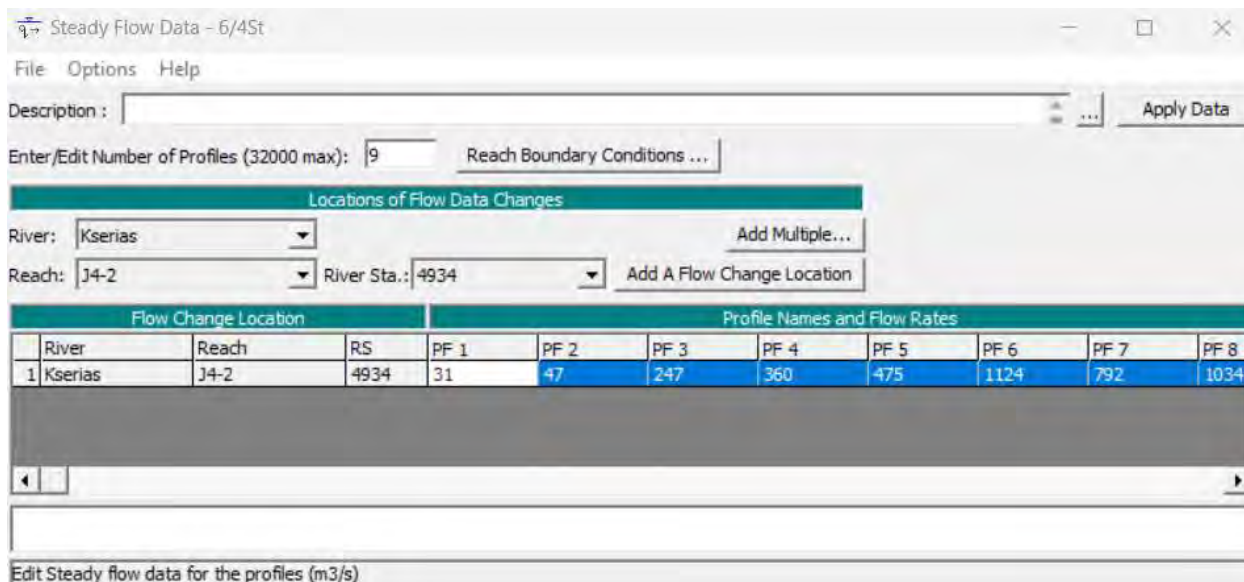 Steady Flow Data - 6/4St
File Options Help
Description : ... Apply Data
Enter/Edit Number of Profiles (32000 max): 9 Reach Boundary Conditions ...
Locations of Flow Data Changes
River: Kserias Add Multiple...
Reach: J4-2 River Sta.: 4934 Add A Flow Change Location
Flow Change Location Profile Names and Flow Rates
River Reach RS PF 1 PF 2 PF 3 PF 4 PF 5 PF 6 PF 7 PF 8
1 Kserias J4-2 4934 31 47 247 360 475 1124 792 1034
Edit Steady flow data for the profiles (m3/s)